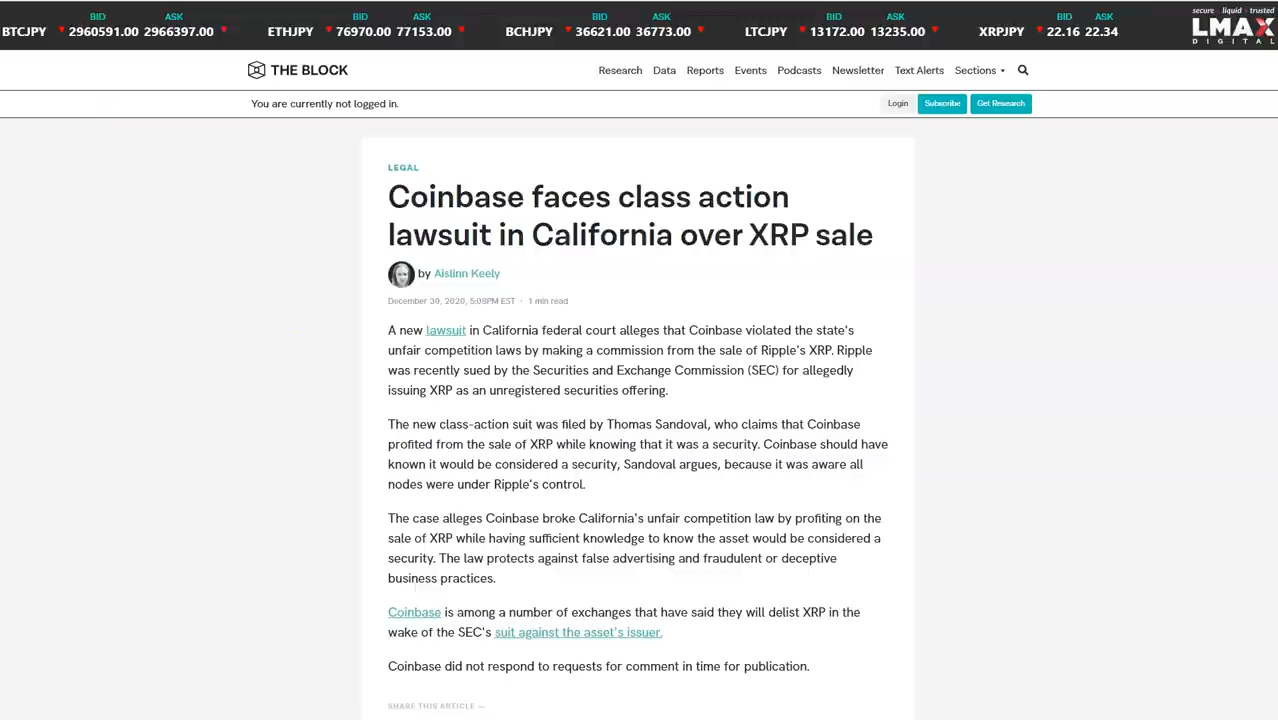 BID ASK BID ASK BID ASK BID ASK BID ASK
BTCJPY 2960591.00 2966397.00 ETHJPY 76970.00 77153.00 BCHJPY 36621.00 36773.00 LTCJPY 13172.00 13235.00 XRPJPY 22.16 22.34
secure liquid trusted
LMAX
DIGITAL
THE BLOCK
Research Data Reports Events Podcasts Newsletter Text Alerts Sections
You are currently not logged in.
Login Subscribe Get Research
LEGAL
Coinbase faces class action
lawsuit in California over XRP sale
by Aislinn Keely
December 30, 2020, 5:08PM EST · 1 min read
A new lawsuit in California federal court alleges that Coinbase violated the state's
unfair competition laws by making a commission from the sale of Ripple's XRP. Ripple
was recently sued by the Securities and Exchange Commission (SEC) for allegedly
issuing XRP as an unregistered securities offering.
The new class-action suit was filed by Thomas Sandoval, who claims that Coinbase
profited from the sale of XRP while knowing that it was a security. Coinbase should have
known it would be considered a security, Sandoval argues, because it was aware all
nodes were under Ripple's control.
The case alleges Coinbase broke California's unfair competition law by profiting on the
sale of XRP while having sufficient knowledge to know the asset would be considered a
security. The law protects against false advertising and fraudulent or deceptive
business practices.
Coinbase is among a number of exchanges that have said they will delist XRP in the
wake of the SEC's suit against the asset's issuer.
Coinbase did not respond to requests for comment in time for publication.
SHARE THIS ARTICLE —